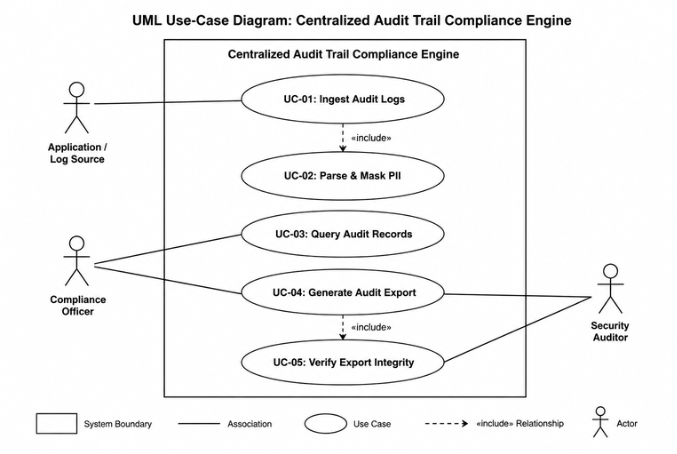 UML Use-Case Diagram: Centralized Audit Trail Compliance Engine
Centralized Audit Trail Compliance Engine
UC-01: Ingest Audit Logs
Application /
Log Source
«include»
UC-02: Parse & Mask PII
UC-03: Query Audit Records
Compliance
Officer
UC-04: Generate Audit Export
Security
Auditor
«include»
UC-05: Verify Export Integrity
System Boundary
Association
Use Case
«include» Relationship
Actor